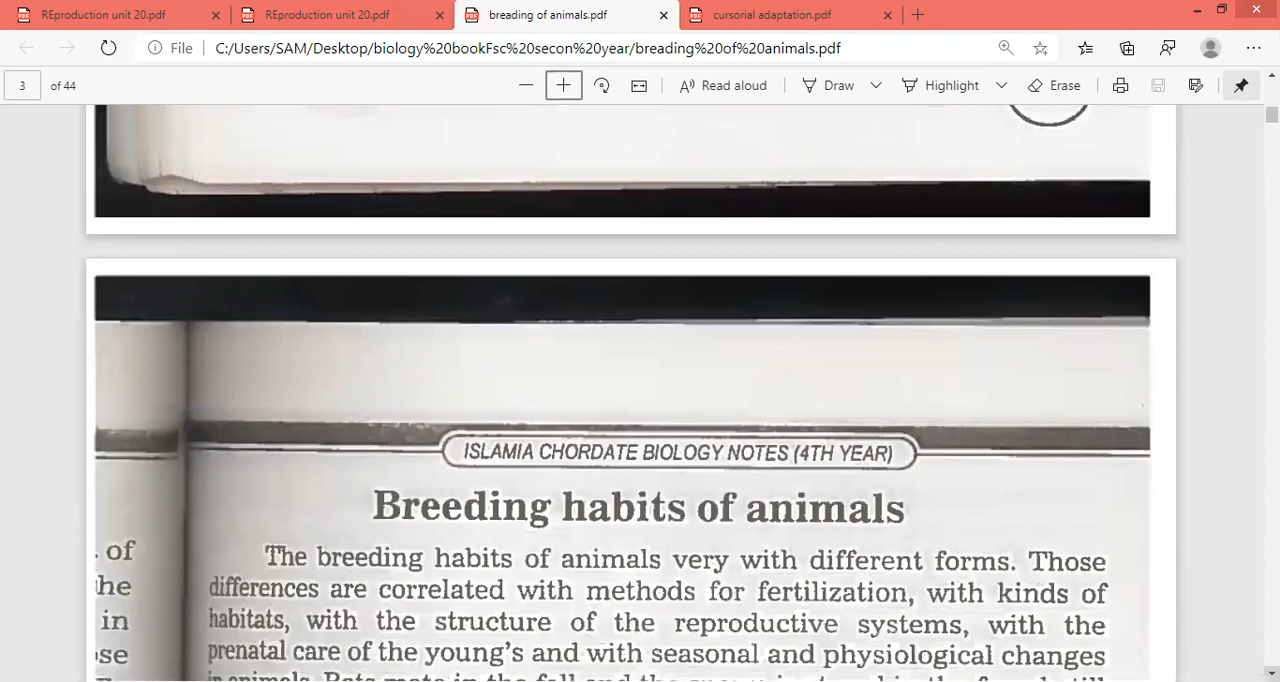 REproduction unit 20.pdf
REproduction unit 20.pdf
breading of animals.pdf
cursorial adaptation.pdf
File
C:/Users/SAM/Desktop/biology%20bookFsc%20secon%20year/breading%20of%20animals.pdf
3 of 44
Read aloud
Draw
Highlight
Erase
ISLAMIA CHORDATE BIOLOGY NOTES (4TH YEAR)
Breeding habits of animals
The breeding habits of animals very with different forms. Those
differences are correlated with methods for fertilization, with kinds of
habitats, with the structure of the reproductive systems, with the
prenatal care of the young's and with seasonal and physiological changes
. of
he
in
se